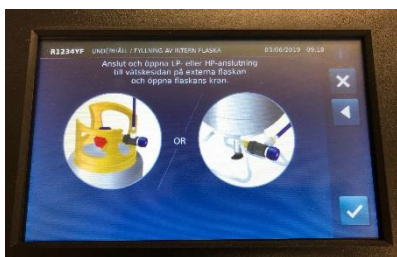 R1234YF UNDERHÅLL / FYLLNING AV INTERN FLASKA 03/06/2019 09.18
Anslut och öppna LP- eller HP-anslutning
till vätskesidan på externa flaskan
och öppna flaskans kran.
OR